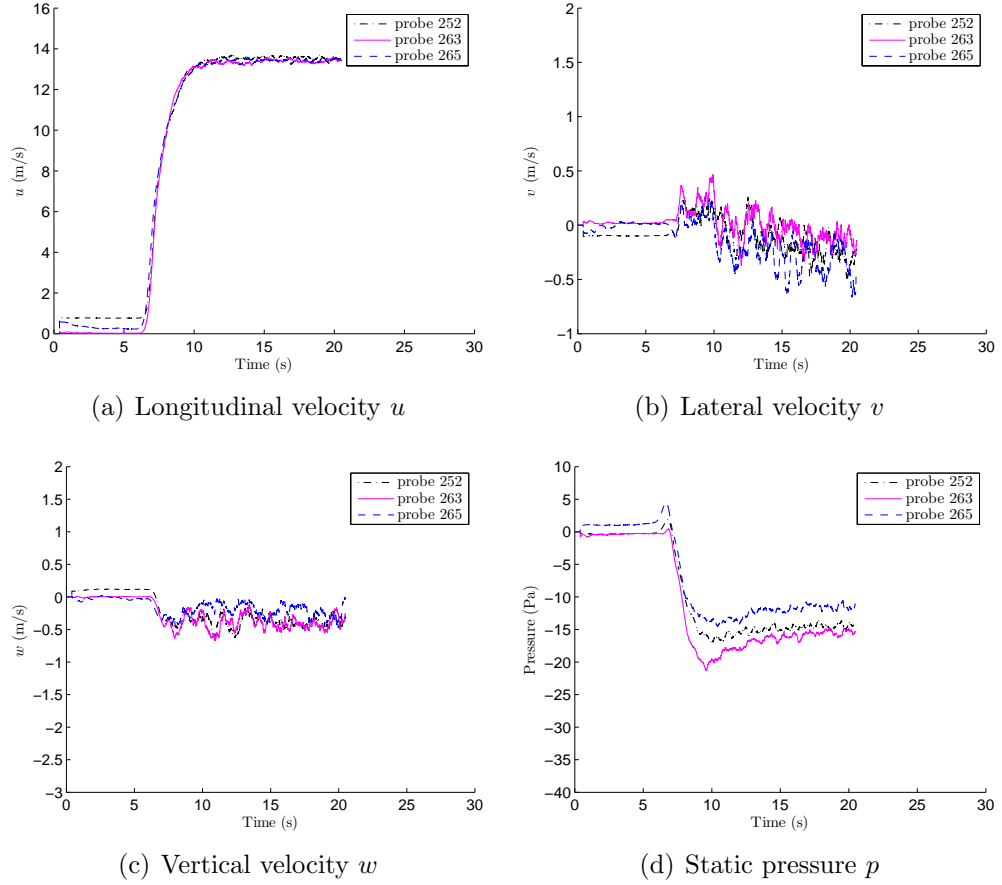 16
14
12
10
8
6
4
2
0
0 5 10 15 20 25 30
u (m/s)
Time (s)
probe 252
probe 263
probe 265
(a) Longitudinal velocity u
2
1.5
1
0.5
0
−0.5
−1
0 5 10 15 20 25 30
v (m/s)
Time (s)
probe 252
probe 263
probe 265
(b) Lateral velocity v
2
1.5
1
0.5
0
−0.5
−1
−1.5
−2
−2.5
−3
0 5 10 15 20 25 30
w (m/s)
Time (s)
probe 252
probe 263
probe 265
(c) Vertical velocity w
10
5
0
−5
−10
−15
−20
−25
−30
−35
−40
0 5 10 15 20 25 30
Pressure (Pa)
Time (s)
probe 252
probe 263
probe 265
(d) Static pressure p